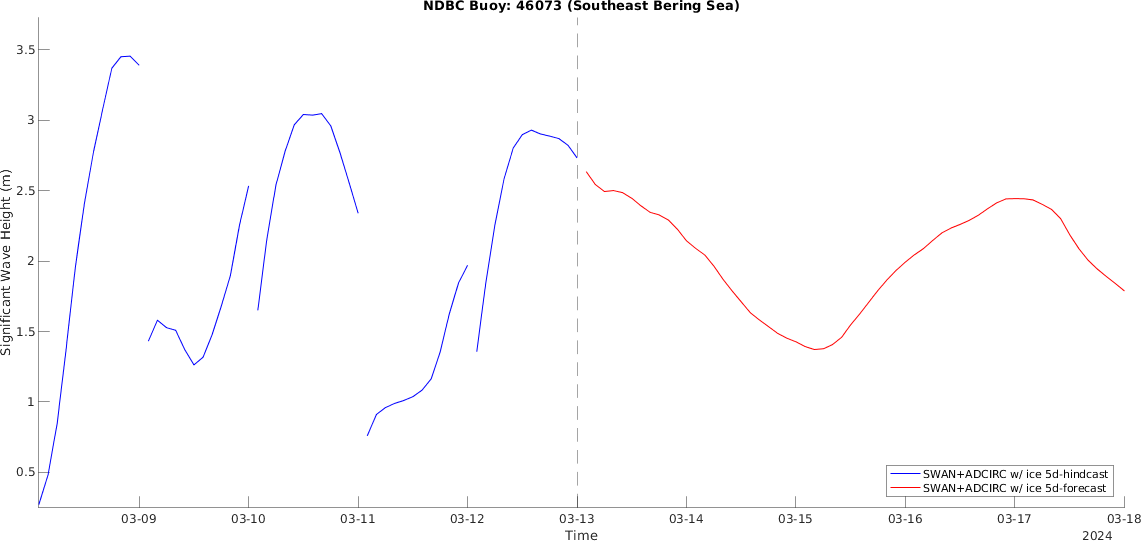 NDBC Buoy: 46073 (Southeast Bering Sea)
Significant Wave Height (m)
3.5
3
2.5
2
1.5
1
0.5
SWAN+ADCIRC w/ ice 5d-hindcast
SWAN+ADCIRC w/ ice 5d-forecast
03-09 03-10 03-11 03-12 03-13 03-14 03-15 03-16 03-17 03-18
Time
2024